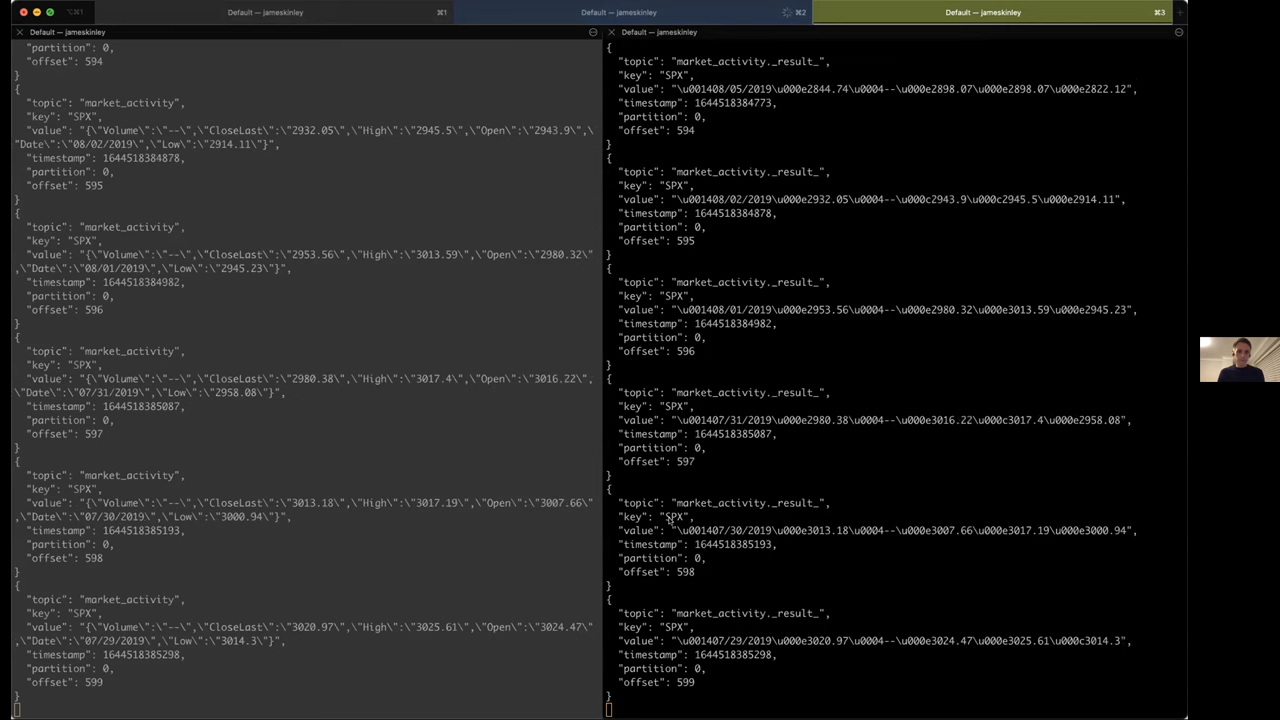 ⌥⌘1
Default — jameskinley
⌘1
Default — jameskinley
⌘2
Default — jameskinley
⌘3
Default — jameskinley
"partition": 0,
"offset": 594
}
{
"topic": "market_activity",
"key": "SPX",
"value": "{\"Volume\":\"--\",\"CloseLast\":\"2932.05\",\"High\":\"2945.5\",\"Open\":\"2943.9\",\
"Date\":\"08/02/2019\",\"Low\":\"2914.11\"}",
"timestamp": 1644518384878,
"partition": 0,
"offset": 595
}
{
"topic": "market_activity",
"key": "SPX",
"value": "{\"Volume\":\"--\",\"CloseLast\":\"2953.56\",\"High\":\"3013.59\",\"Open\":\"2980.32\"
,\"Date\":\"08/01/2019\",\"Low\":\"2945.23\"}",
"timestamp": 1644518384982,
"partition": 0,
"offset": 596
}
{
"topic": "market_activity",
"key": "SPX",
"value": "{\"Volume\":\"--\",\"CloseLast\":\"2980.38\",\"High\":\"3017.4\",\"Open\":\"3016.22\",
\"Date\":\"07/31/2019\",\"Low\":\"2958.08\"}",
"timestamp": 1644518385087,
"partition": 0,
"offset": 597
}
{
"topic": "market_activity",
"key": "SPX",
"value": "{\"Volume\":\"--\",\"CloseLast\":\"3013.18\",\"High\":\"3017.19\",\"Open\":\"3007.66\"
,\"Date\":\"07/30/2019\",\"Low\":\"3000.94\"}",
"timestamp": 1644518385193,
"partition": 0,
"offset": 598
}
{
"topic": "market_activity",
"key": "SPX",
"value": "{\"Volume\":\"--\",\"CloseLast\":\"3020.97\",\"High\":\"3025.61\",\"Open\":\"3024.47\"
,\"Date\":\"07/29/2019\",\"Low\":\"3014.3\"}",
"timestamp": 1644518385298,
"partition": 0,
"offset": 599
}
Default — jameskinley
{
"topic": "market_activity._result_",
"key": "SPX",
"value": "\u001408/05/2019\u000e2844.74\u0004--\u000e2898.07\u000e2898.07\u000e2822.12",
"timestamp": 1644518384773,
"partition": 0,
"offset": 594
}
{
"topic": "market_activity._result_",
"key": "SPX",
"value": "\u001408/02/2019\u000e2932.05\u0004--\u000c2943.9\u000c2945.5\u000e2914.11",
"timestamp": 1644518384878,
"partition": 0,
"offset": 595
}
{
"topic": "market_activity._result_",
"key": "SPX",
"value": "\u001408/01/2019\u000e2953.56\u0004--\u000e2980.32\u000e3013.59\u000e2945.23",
"timestamp": 1644518384982,
"partition": 0,
"offset": 596
}
{
"topic": "market_activity._result_",
"key": "SPX",
"value": "\u001407/31/2019\u000e2980.38\u0004--\u000e3016.22\u000c3017.4\u000e2958.08",
"timestamp": 1644518385087,
"partition": 0,
"offset": 597
}
{
"topic": "market_activity._result_",
"key": "SPX",
"value": "\u001407/30/2019\u000e3013.18\u0004--\u000e3007.66\u000e3017.19\u000e3000.94",
"timestamp": 1644518385193,
"partition": 0,
"offset": 598
}
{
"topic": "market_activity._result_",
"key": "SPX",
"value": "\u001407/29/2019\u000e3020.97\u0004--\u000e3024.47\u000e3025.61\u000c3014.3",
"timestamp": 1644518385298,
"partition": 0,
"offset": 599
}